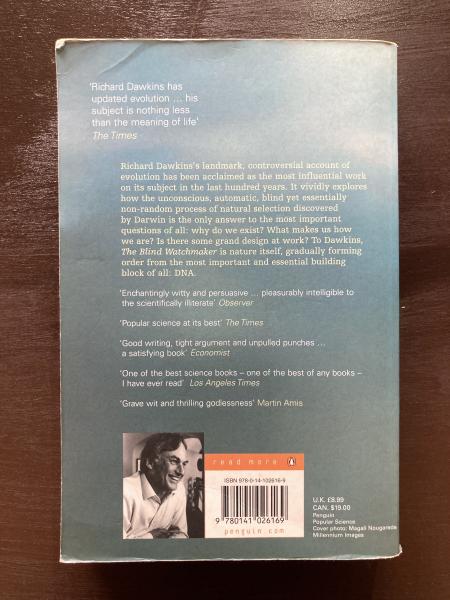 'Richard Dawkins has
updated evolution ... his
subject is nothing less
than the meaning of life'
The Times
Richard Dawkins's landmark, controversial account of
evolution has been acclaimed as the most influential work
on its subject in the last hundred years. It vividly explores
how the unconscious, automatic, blind yet essentially
non-random process of natural selection discovered
by Darwin is the only answer to the most important
questions of all: why do we exist? What makes us how
we are? Is there some grand design at work? To Dawkins,
The Blind Watchmaker is nature itself, gradually forming
order from the most important and essential building
block of all: DNA.
'Enchantingly witty and persuasive ... pleasurably intelligible to
the scientifically illiterate' Observer
'Popular science at its best' The Times
'Good writing, tight argument and unpulled punches ...
a satisfying book' Economist
'One of the best science books – one of the best of any books –
I have ever read' Los Angeles Times
'Grave wit and thrilling godlessness' Martin Amis
read more
ISBN 978-0-14-102616-9
9 780141 026169
penguin.com
U.K. £8.99
CAN. $19.00
Penguin
Popular Science
Cover photo: Magali Nougarede
Millennium Images